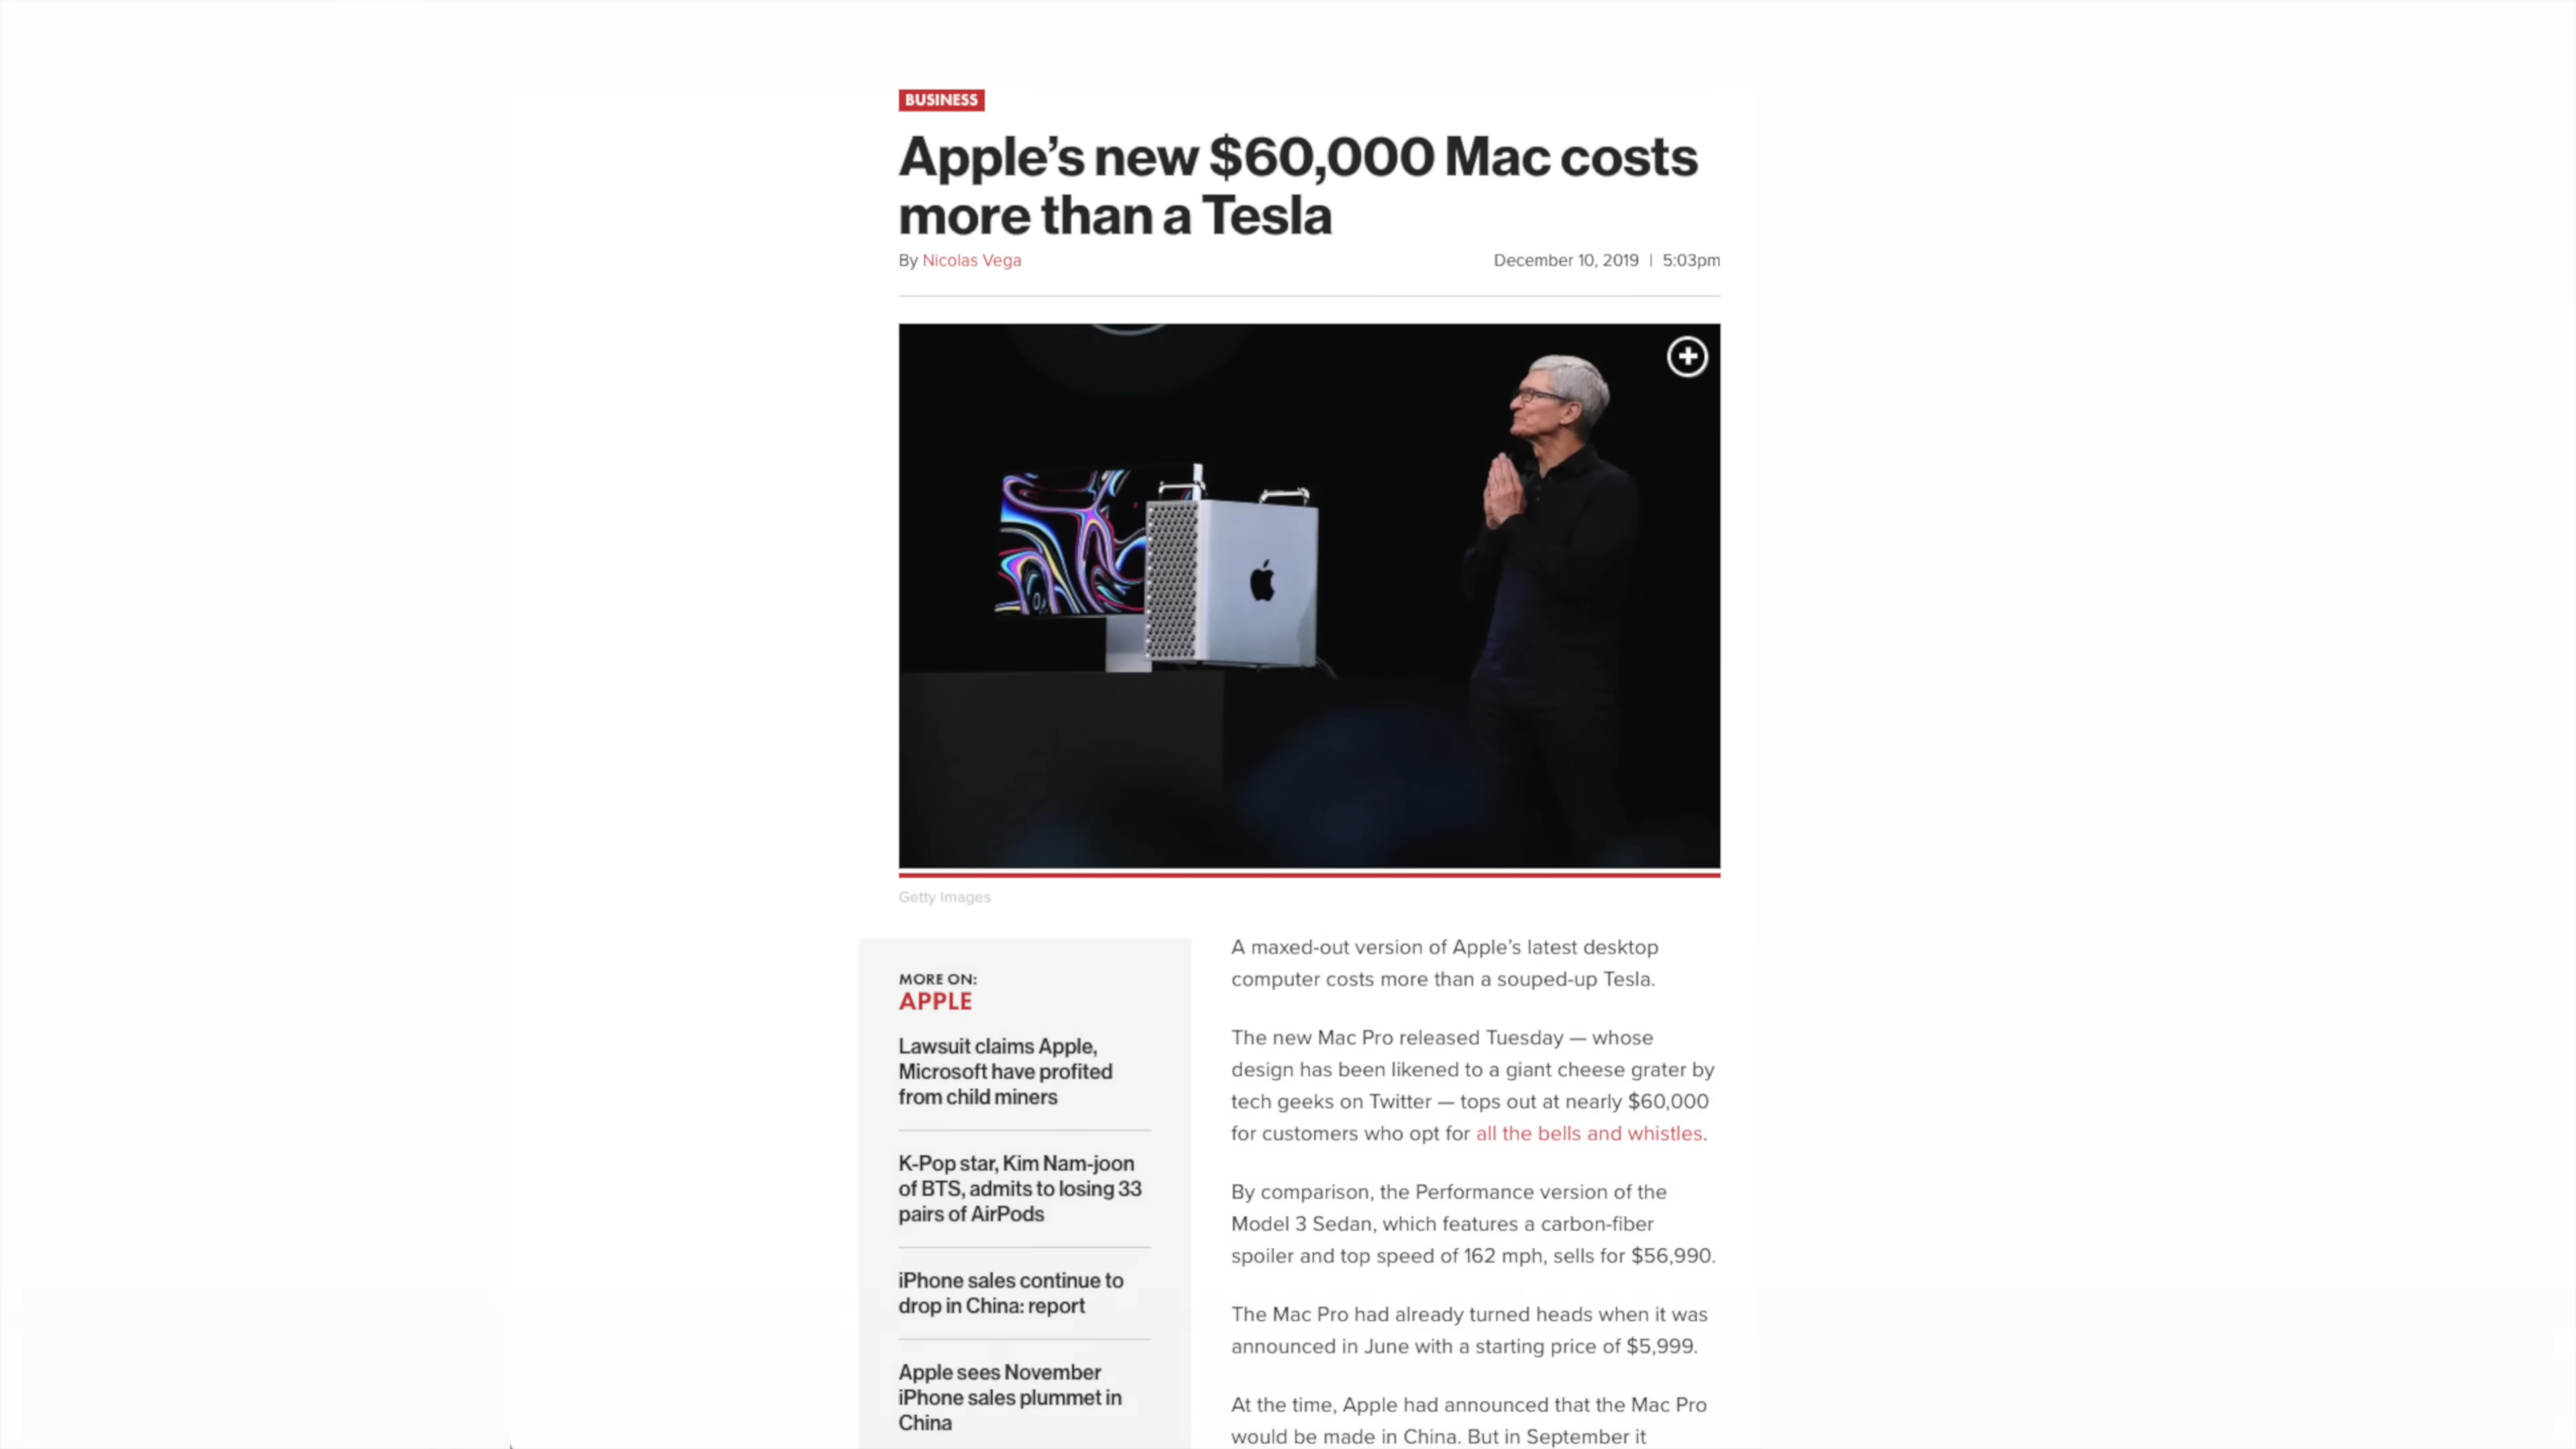 BUSINESS
Apple’s new $60,000 Mac costs
more than a Tesla
By Nicolas Vega
December 10, 2019 | 5:03pm
Getty Images
MORE ON:
APPLE
Lawsuit claims Apple,
Microsoft have profited
from child miners
K-Pop star, Kim Nam-joon
of BTS, admits to losing 33
pairs of AirPods
iPhone sales continue to
drop in China: report
Apple sees November
iPhone sales plummet in
China
A maxed-out version of Apple’s latest desktop
computer costs more than a souped-up Tesla.
The new Mac Pro released Tuesday — whose
design has been likened to a giant cheese grater by
tech geeks on Twitter — tops out at nearly $60,000
for customers who opt for all the bells and whistles.
By comparison, the Performance version of the
Model 3 Sedan, which features a carbon-fiber
spoiler and top speed of 162 mph, sells for $56,990.
The Mac Pro had already turned heads when it was
announced in June with a starting price of $5,999.
At the time, Apple had announced that the Mac Pro
would be made in China. But in September it